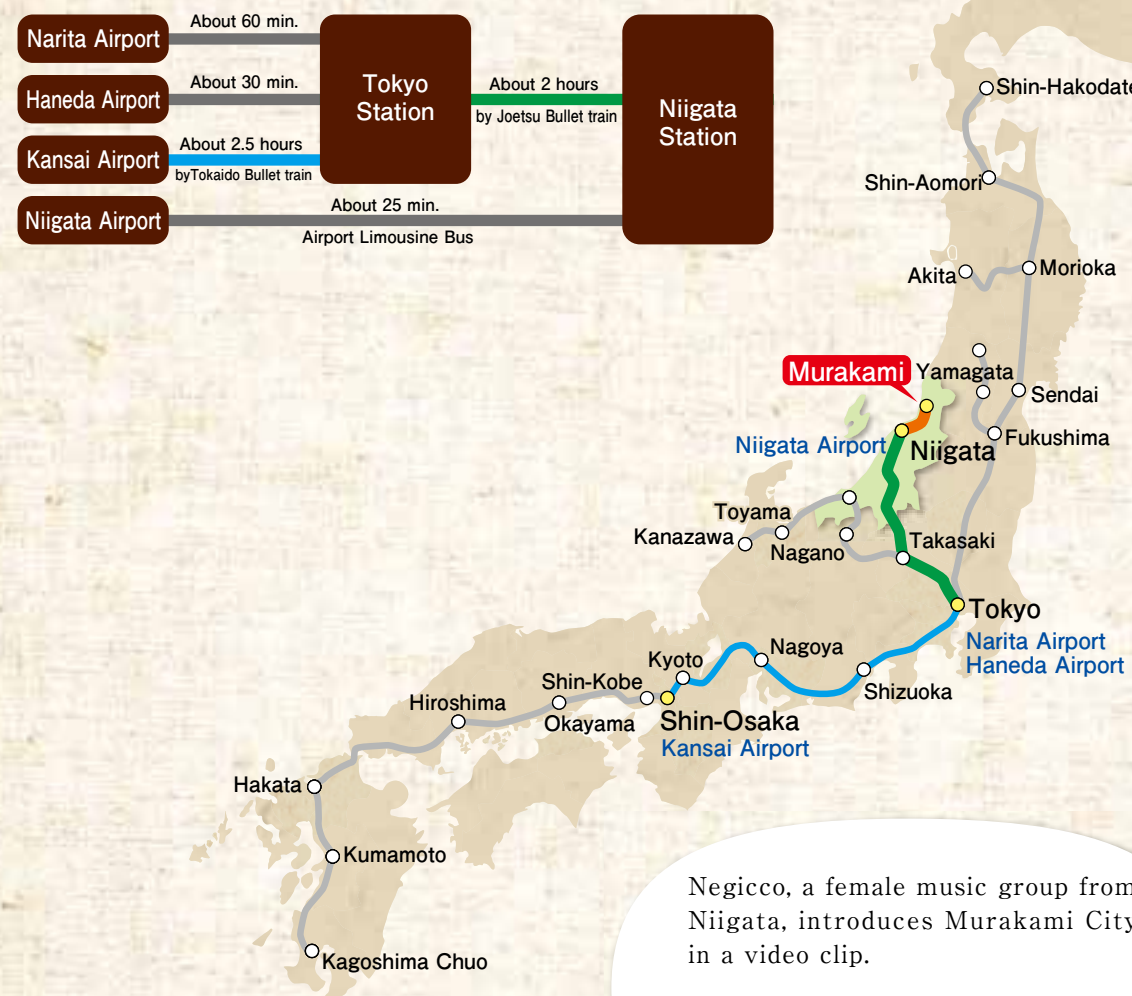 About 60 min.
Narita Airport
About 30 min.
Haneda Airport
Tokyo
Station
About 2 hours
by Joetsu Bullet train
Niigata
Station
About 2.5 hours
Kansai Airport
byTokaido Bullet train
About 25 min.
Niigata Airport
Airport Limousine Bus
Shin-Hakodate
Shin-Aomori
Akita
Morioka
Murakami
Yamagata
Sendai
Niigata Airport
Niigata
Fukushima
Toyama
Kanazawa
Nagano
Takasaki
Tokyo
Narita Airport
Haneda Airport
Nagoya
Kyoto
Shizuoka
Shin-Kobe
Hiroshima
Okayama
Shin-Osaka
Kansai Airport
Hakata
Kumamoto
Kagoshima Chuo
Negicco, a female music group from
Niigata, introduces Murakami City
in a video clip.